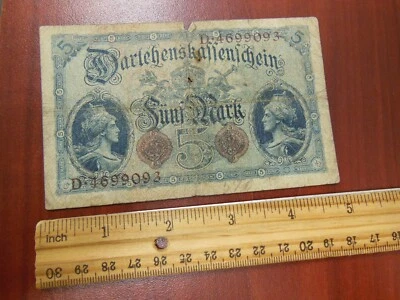 5 Darlehenskassenschein 5
D·4699093
Fünf Mark
5
D·4699093
inch 1 2 3 4 5
30 29 28 27 26 25 24 23 22 21 20 19 18 17 16